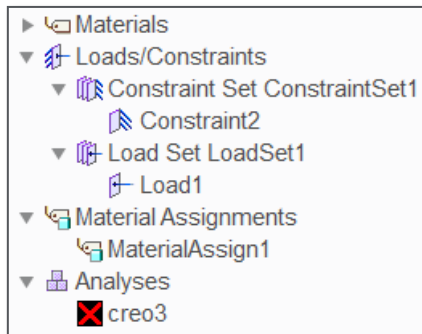 Materials
Loads/Constraints
Constraint Set ConstraintSet1
Constraint2
Load Set LoadSet1
Load1
Material Assignments
MaterialAssign1
Analyses
creo3